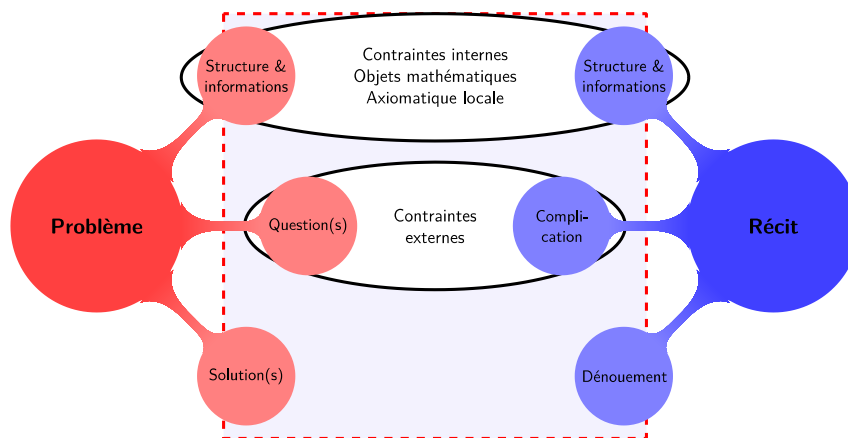 Structure &
informations
Contraintes internes
Objets mathématiques
Axiomatique locale
Structure &
informations
Problème
Question(s)
Contraintes
externes
Compli-
cation
Récit
Solution(s)
Dénouement